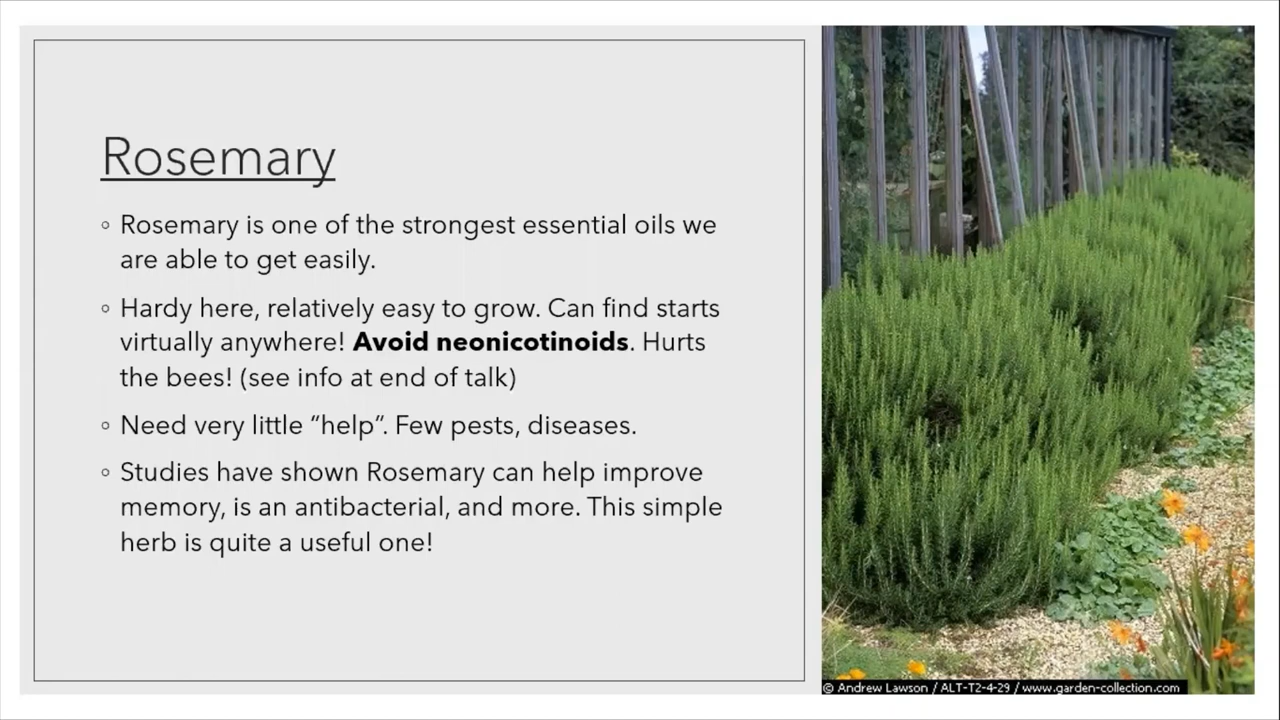 Rosemary
◦ Rosemary is one of the strongest essential oils we
are able to get easily.
◦ Hardy here, relatively easy to grow. Can find starts
virtually anywhere! Avoid neonicotinoids. Hurts
the bees! (see info at end of talk)
◦ Need very little “help”. Few pests, diseases.
◦ Studies have shown Rosemary can help improve
memory, is an antibacterial, and more. This simple
herb is quite a useful one!
© Andrew Lawson / ALT-T2-4-29 / www.garden-collection.com